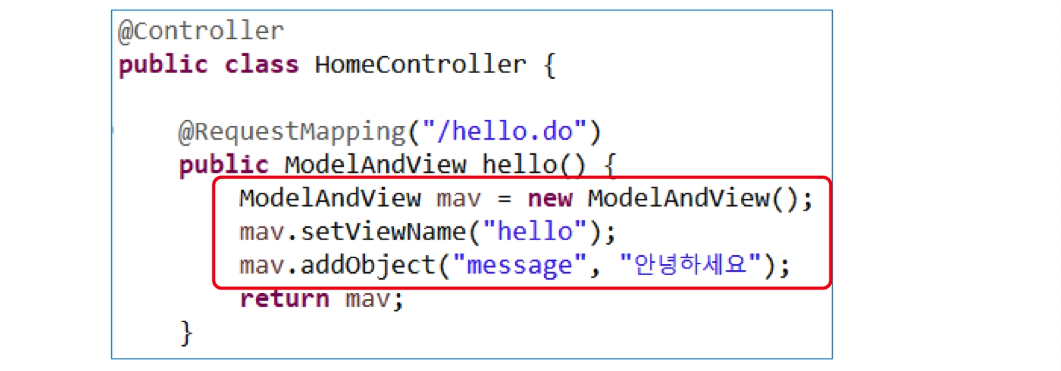 @Controller
public class HomeController {
@RequestMapping("/hello.do")
public ModelAndView hello() {
ModelAndView mav = new ModelAndView();
mav.setViewName("hello");
mav.addObject("message", "안녕하세요");
return mav;
}